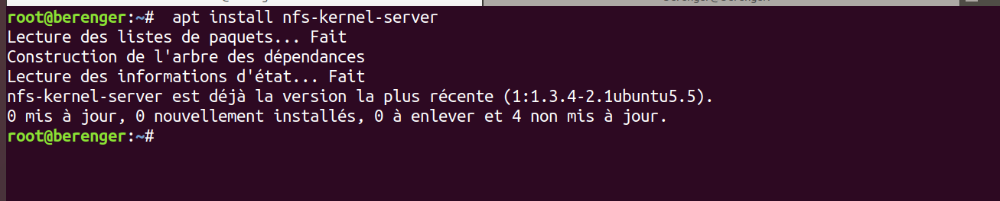 root@berenger:~#  apt install nfs-kernel-server
Lecture des listes de paquets... Fait
Construction de l'arbre des dépendances
Lecture des informations d'état... Fait
nfs-kernel-server est déjà la version la plus récente (1:1.3.4-2.1ubuntu5.5).
0 mis à jour, 0 nouvellement installés, 0 à enlever et 4 non mis à jour.
root@berenger:~#